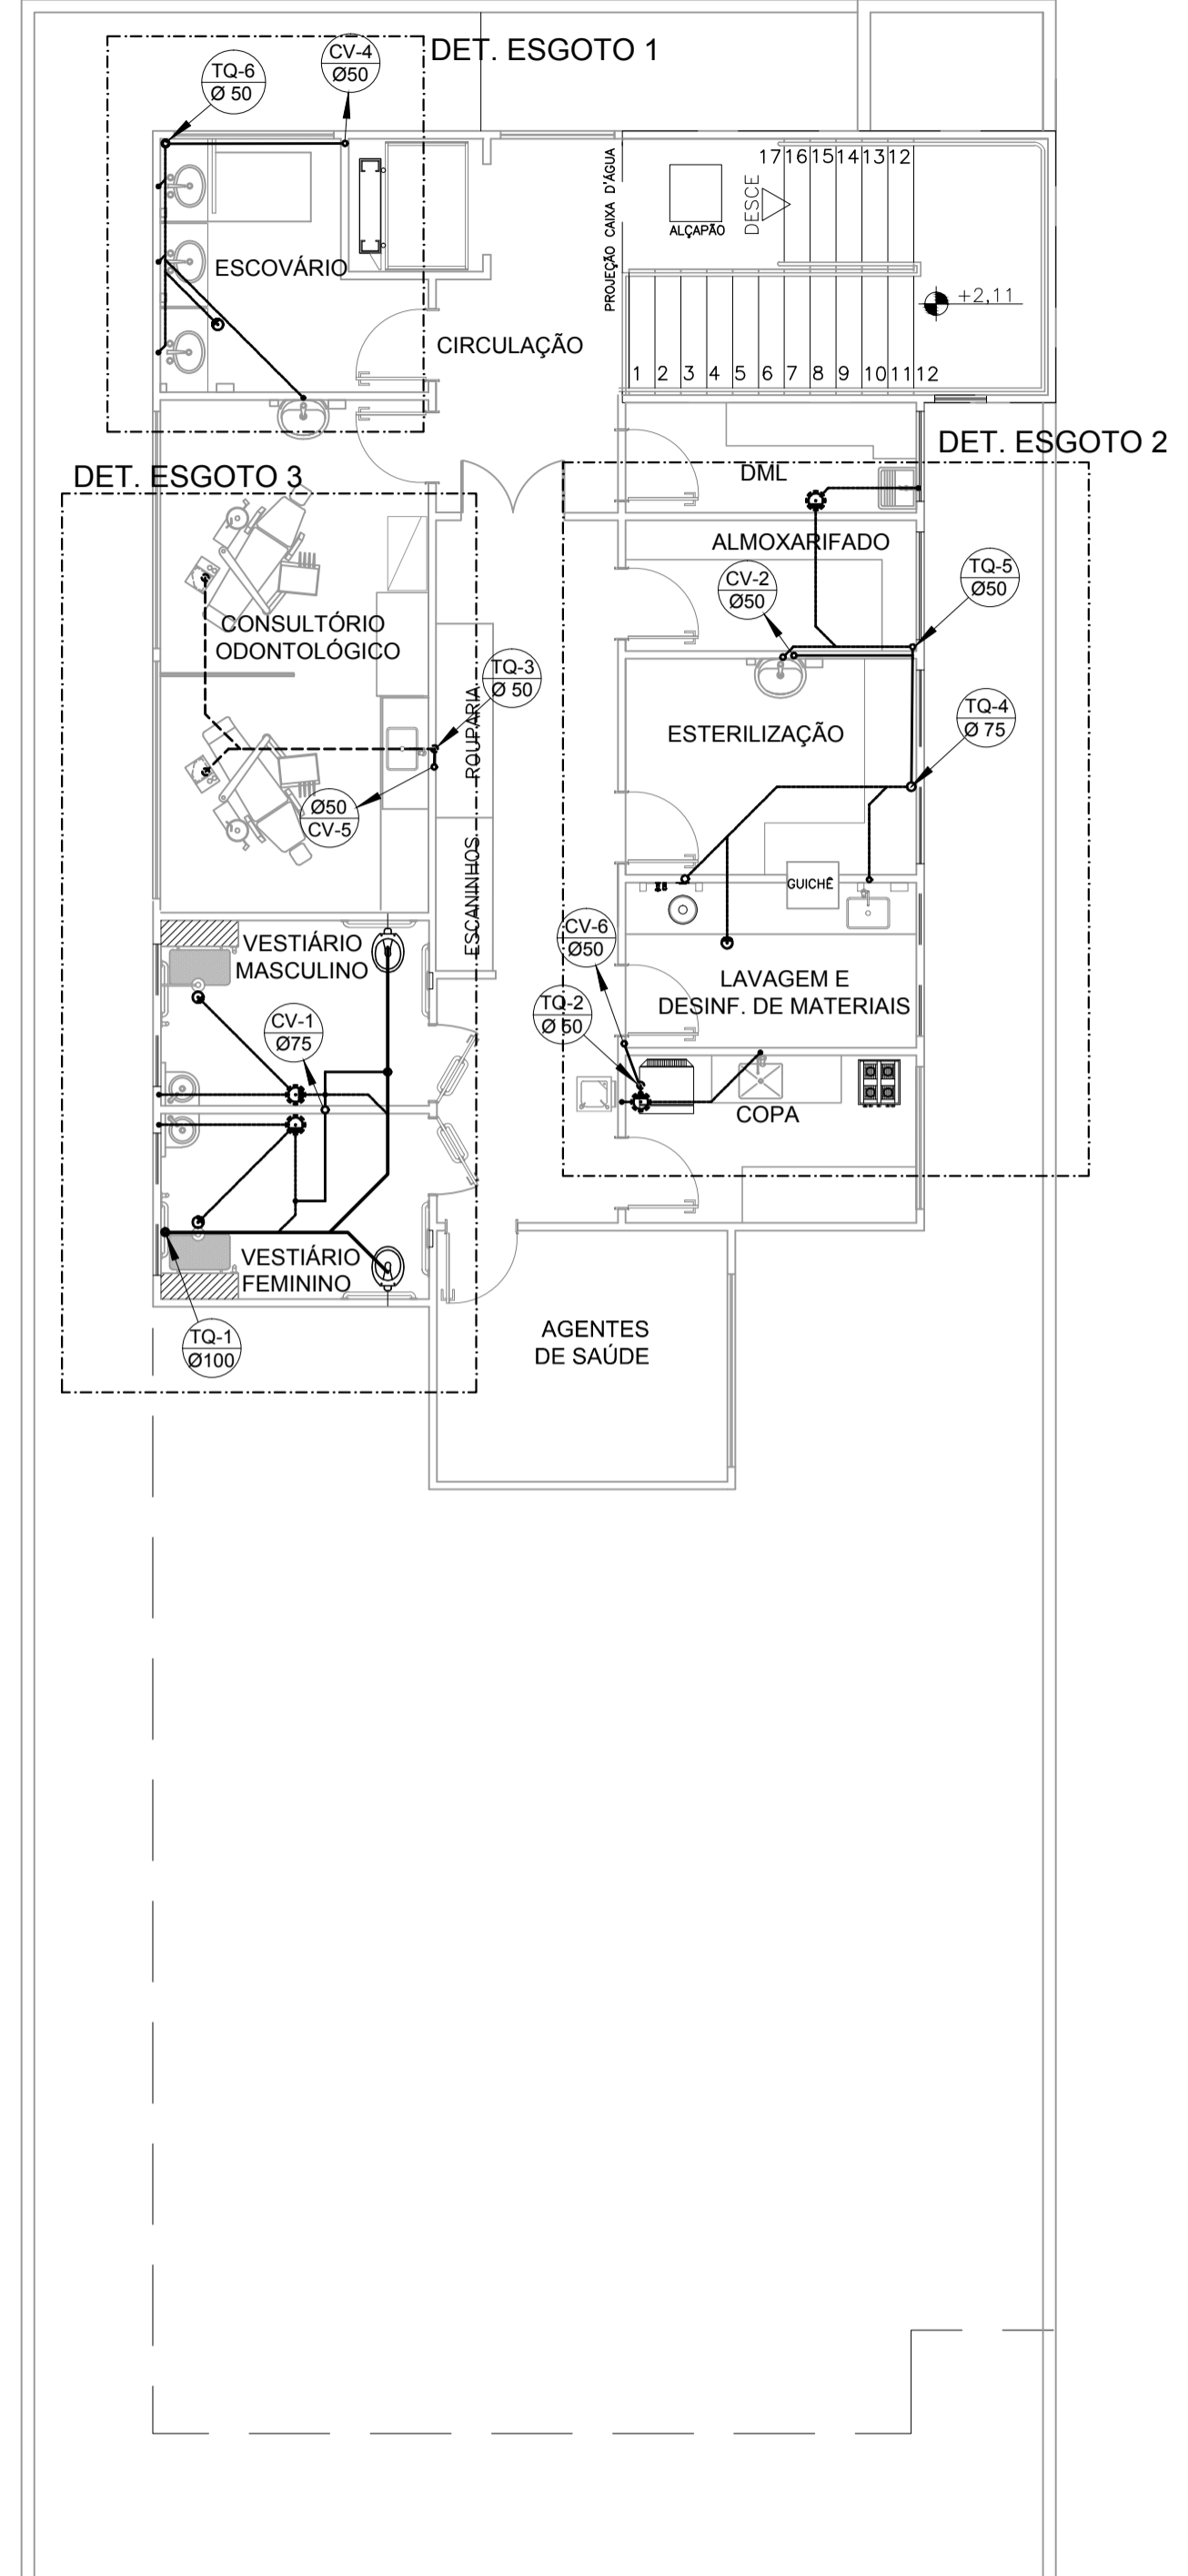 DET. ESGOTO 1
CV-4
Ø50
TQ-6
Ø 50
PROJEÇÃO CAIXA D'ÁGUA
ALÇAPÃO
DESCE
17 16 15 14 13 12
ESCOVÁRIO
+2,11
CIRCULAÇÃO
1 2 3 4 5 6 7 8 9 10 11 12
DET. ESGOTO 2
DET. ESGOTO 3
DML
ALMOXARIFADO
TQ-5
Ø50
CV-2
Ø50
CONSULTÓRIO
ODONTOLÓGICO
TQ-3
Ø 50
ROUPARIA
TQ-4
Ø 75
ESTERILIZAÇÃO
Ø50
CV-5
ESCANINHOS
GUICHÊ
CV-6
Ø50
VESTIÁRIO
MASCULINO
LAVAGEM E
DESINF. DE MATERIAIS
CV-1
Ø75
TQ-2
Ø 50
COPA
VESTIÁRIO
FEMININO
TQ-1
Ø100
AGENTES
DE SAÚDE